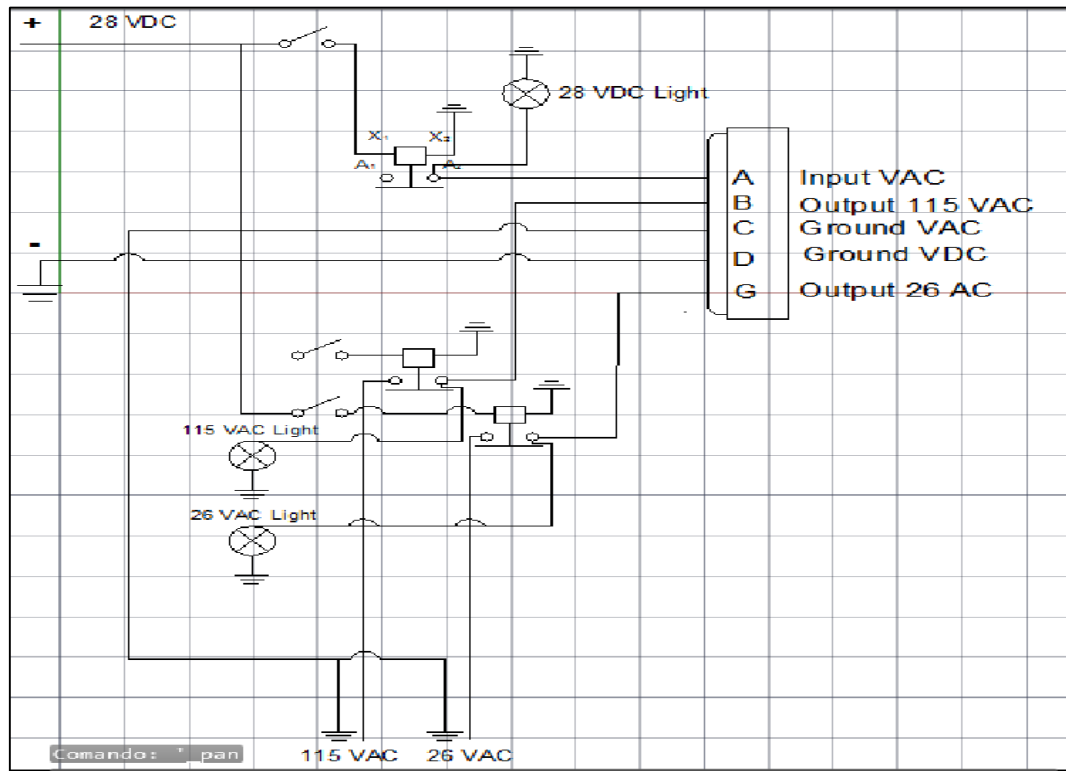 + 28 VDC
28 VDC Light
X₁ X₂
A₁ A₂
A Input VAC
B Output 115 VAC
C Ground VAC
-
D Ground VDC
G Output 26 AC
115 VAC Light
26 VAC Light
Comando: '_pan
115 VAC 26 VAC